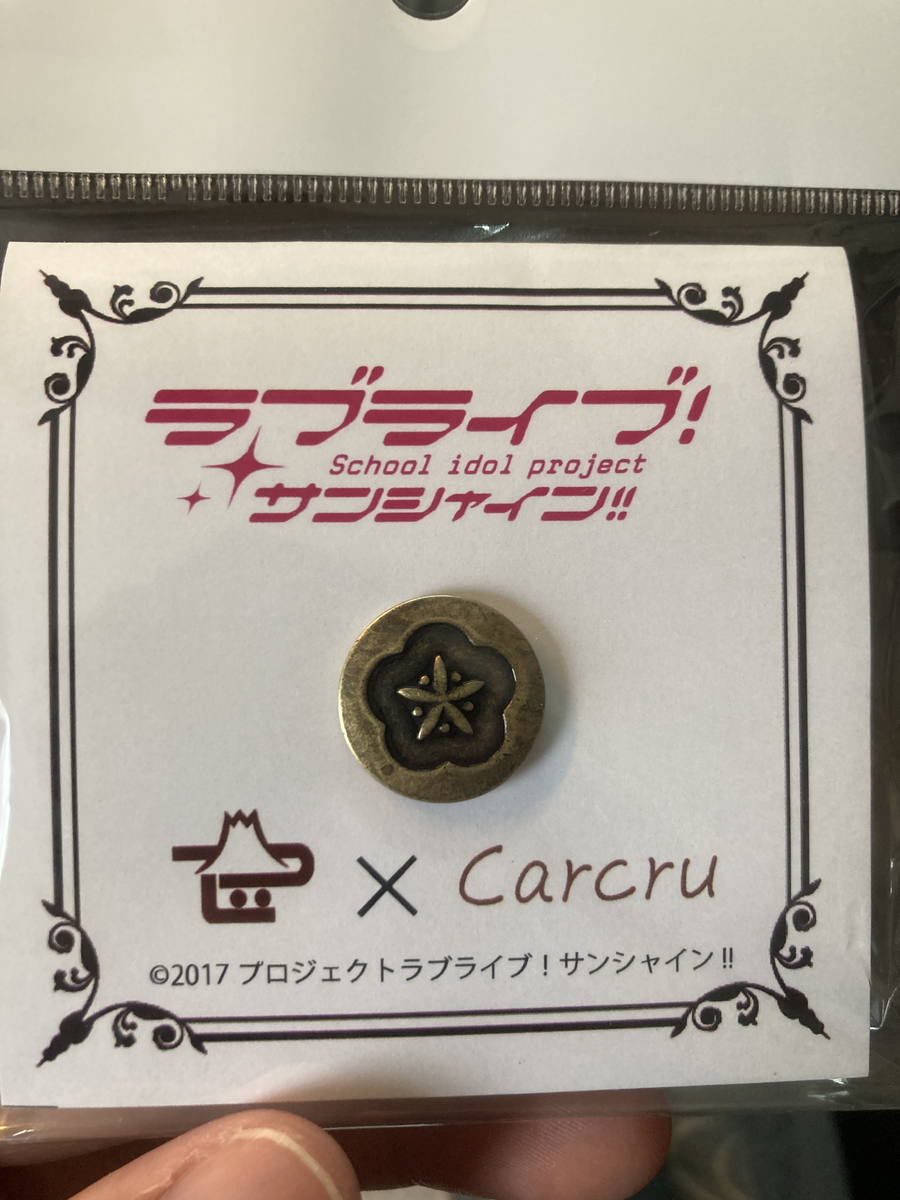 ラブライブ!
School idol project
サンシャイン!!
× Carcru
©2017 プロジェクトラブライブ!サンシャイン!!